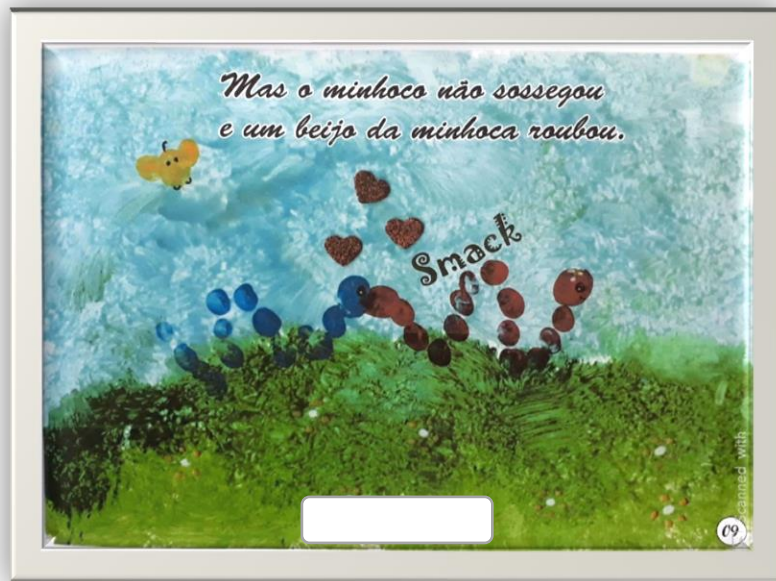 Mas o minhoco não sossegou
e um beijo da minhoca roubou.
Smack
scanned with
09